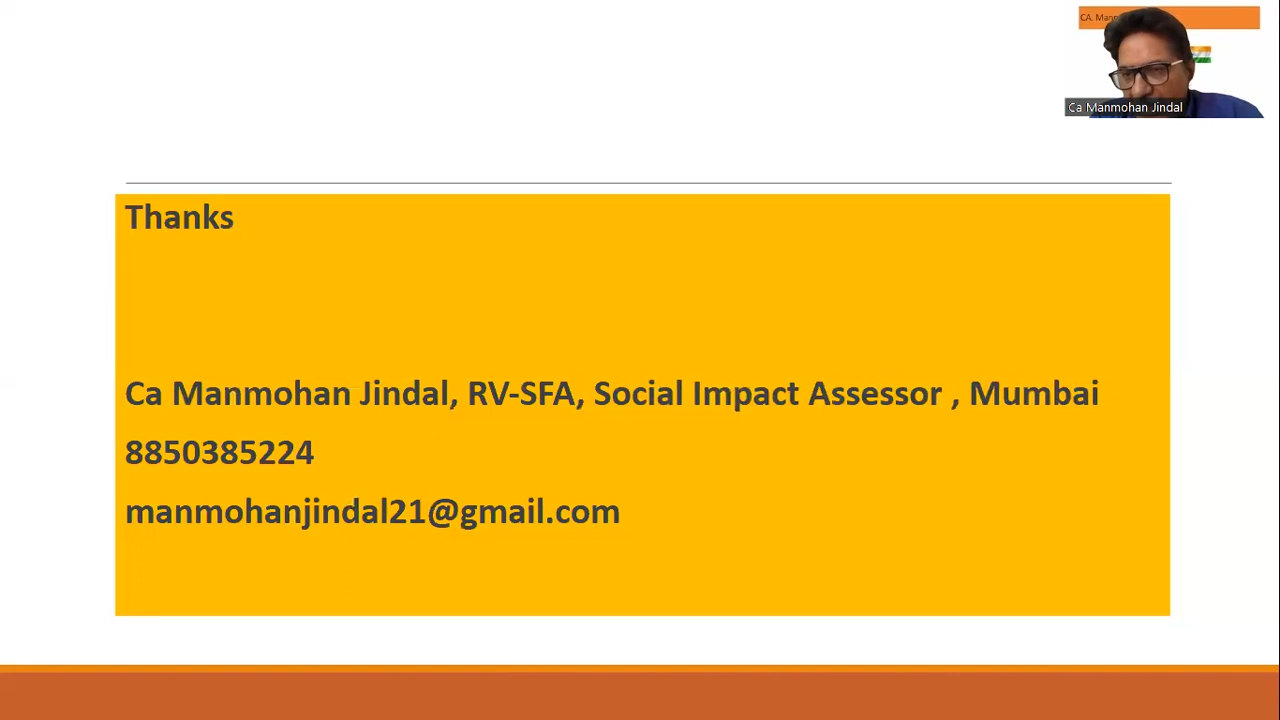 CA. Man
Ca Manmohan Jindal
Thanks
Ca Manmohan Jindal, RV-SFA, Social Impact Assessor , Mumbai
8850385224
manmohanjindal21@gmail.com